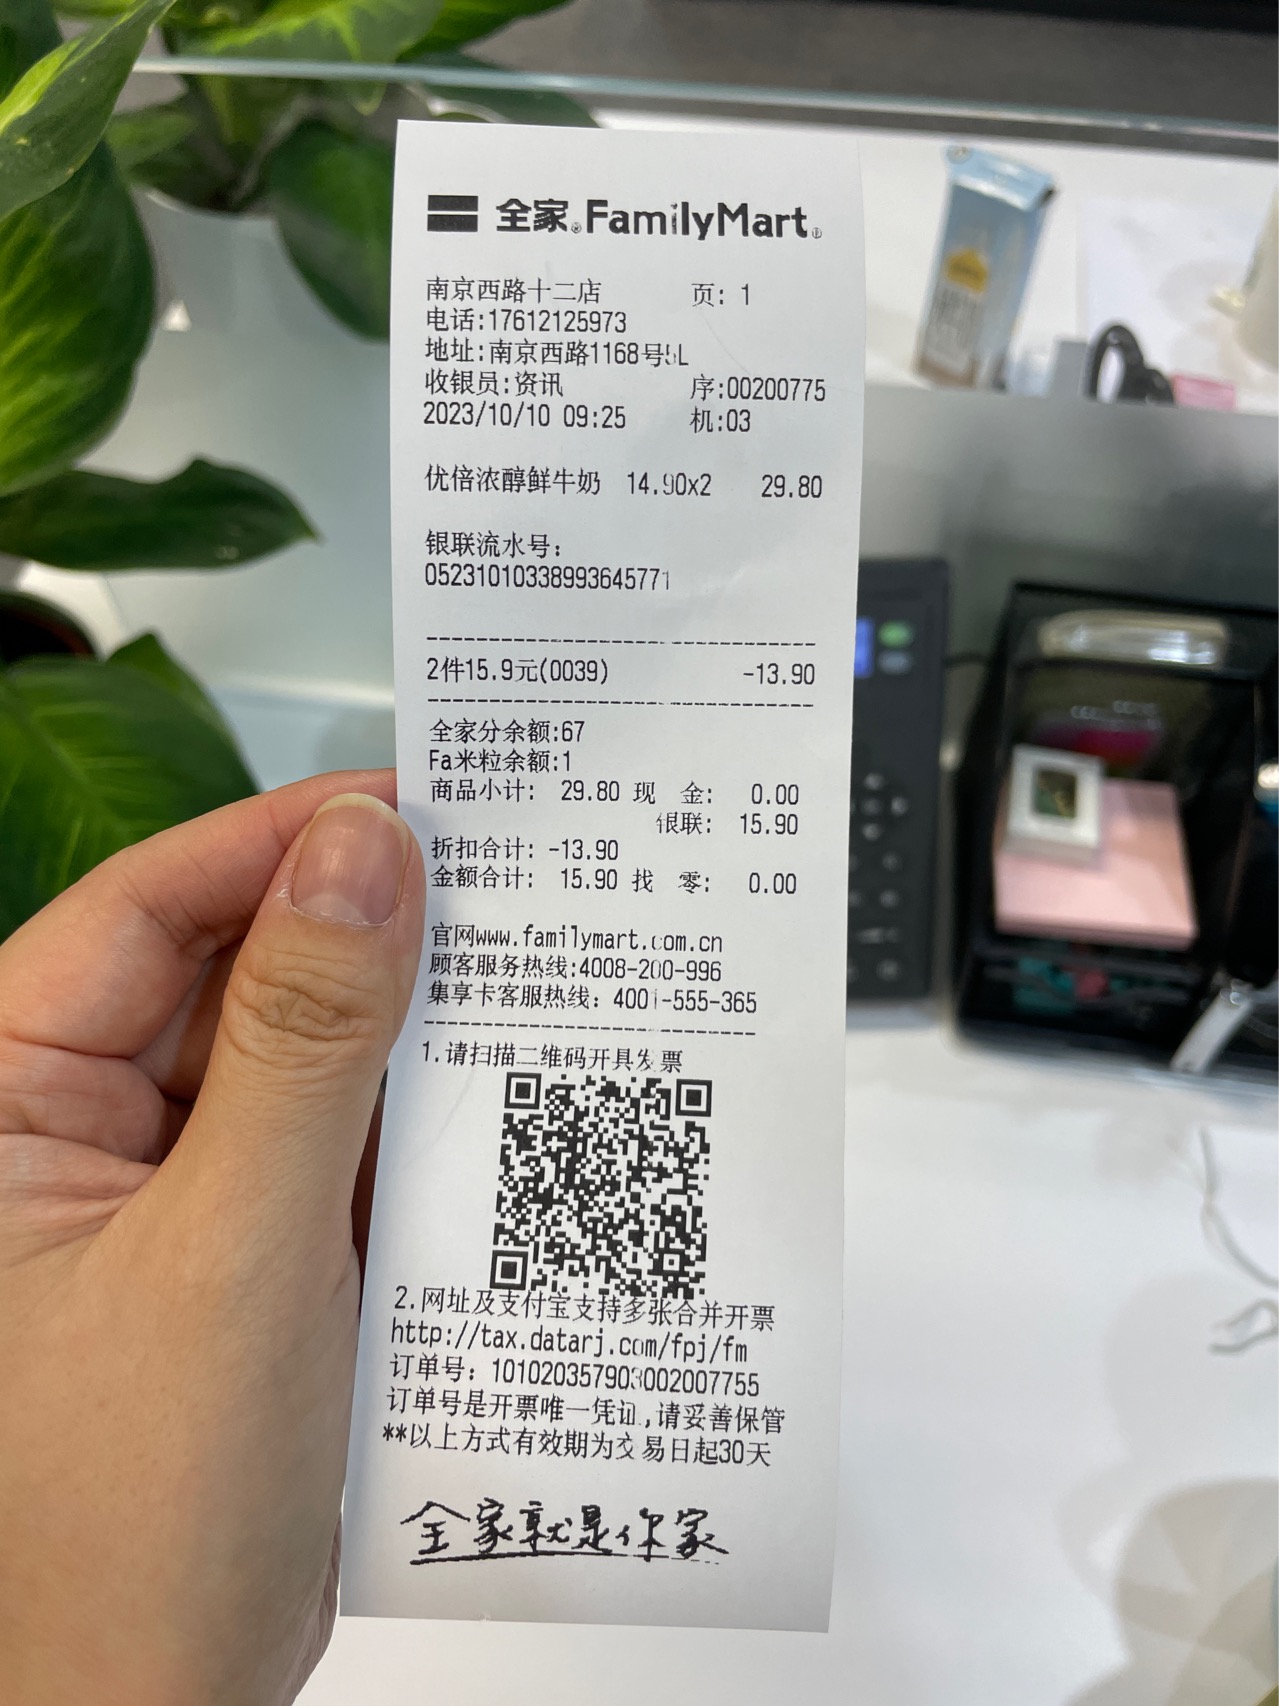 全家®FamilyMart®
南京西路十二店 页: 1
电话:17612125973
地址:南京西路1168号5L
收银员:资讯 序:00200775
2023/10/10 09:25 机:03
优倍浓醇鲜牛奶 14.90x2 29.80
银联流水号:
05231010338993645771
2件15.9元(0039) -13.90
全家分余额:67
Fa米粒余额:1
商品小计: 29.80 现 金: 0.00
银联: 15.90
折扣合计: -13.90
金额合计: 15.90 找 零: 0.00
官网www.familymart.com.cn
顾客服务热线:4008-200-996
集享卡客服热线: 4001-555-365
1.请扫描二维码开具发票
2.网址及支付宝支持多张合并开票
http://tax.datarj.com/fpj/fm
订单号: 101020357903002007755
订单号是开票唯一凭证,请妥善保管
**以上方式有效期为交易日起30天
全家就是你家